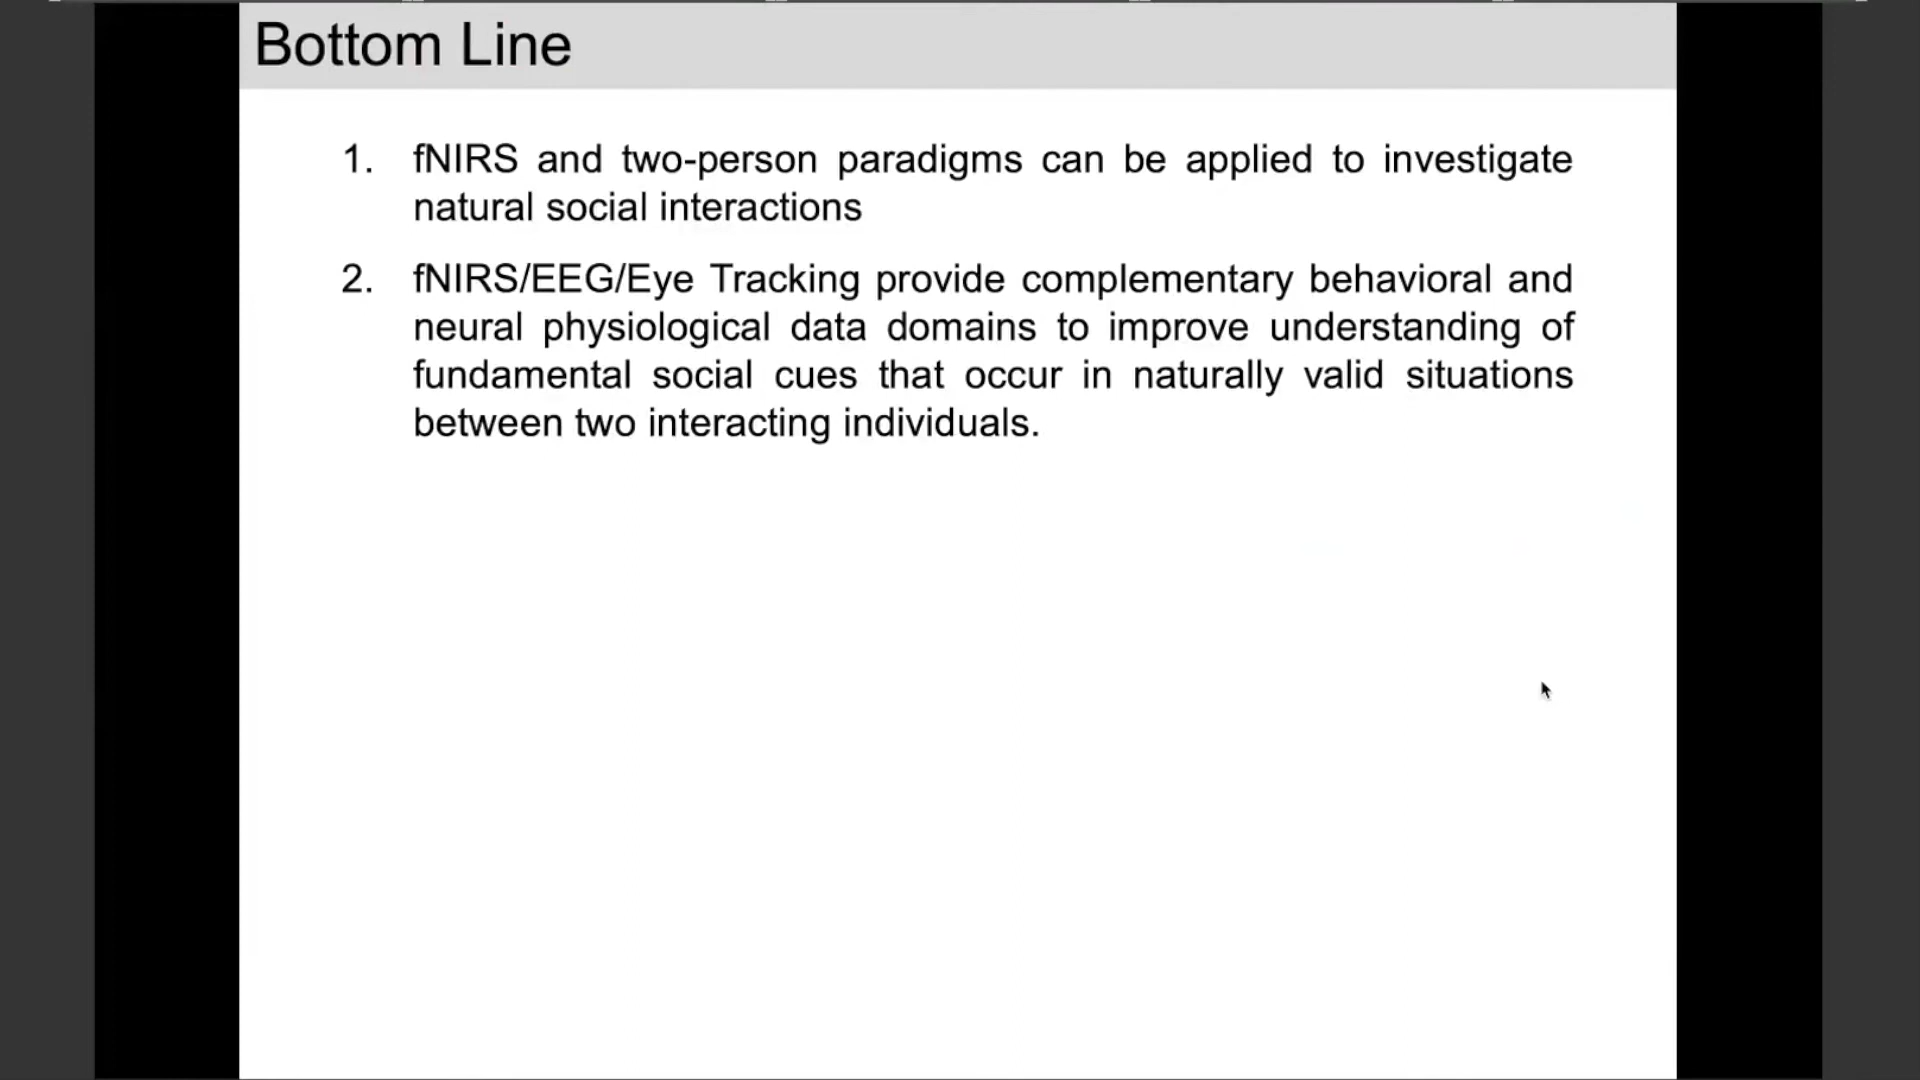 Bottom Line
1. fNIRS and two-person paradigms can be applied to investigate
natural social interactions
2. fNIRS/EEG/Eye Tracking provide complementary behavioral and
neural physiological data domains to improve understanding of
fundamental social cues that occur in naturally valid situations
between two interacting individuals.